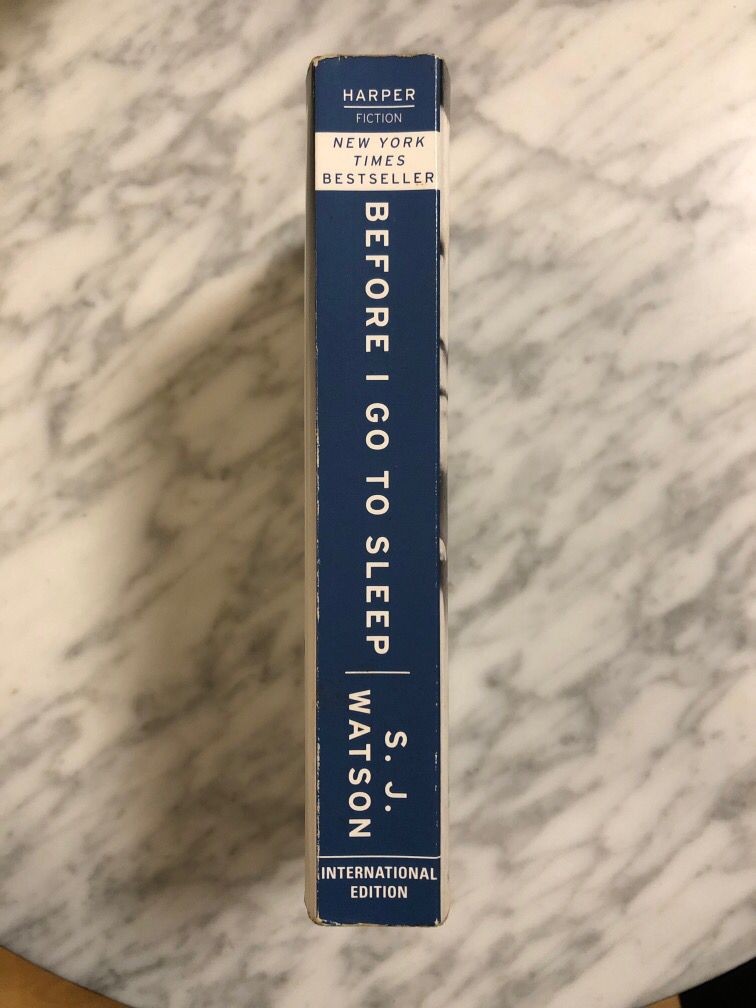 HARPER
FICTION
NEW YORK
TIMES
BESTSELLER
BEFORE I GO TO SLEEP
S. J.
WATSON
INTERNATIONAL
EDITION